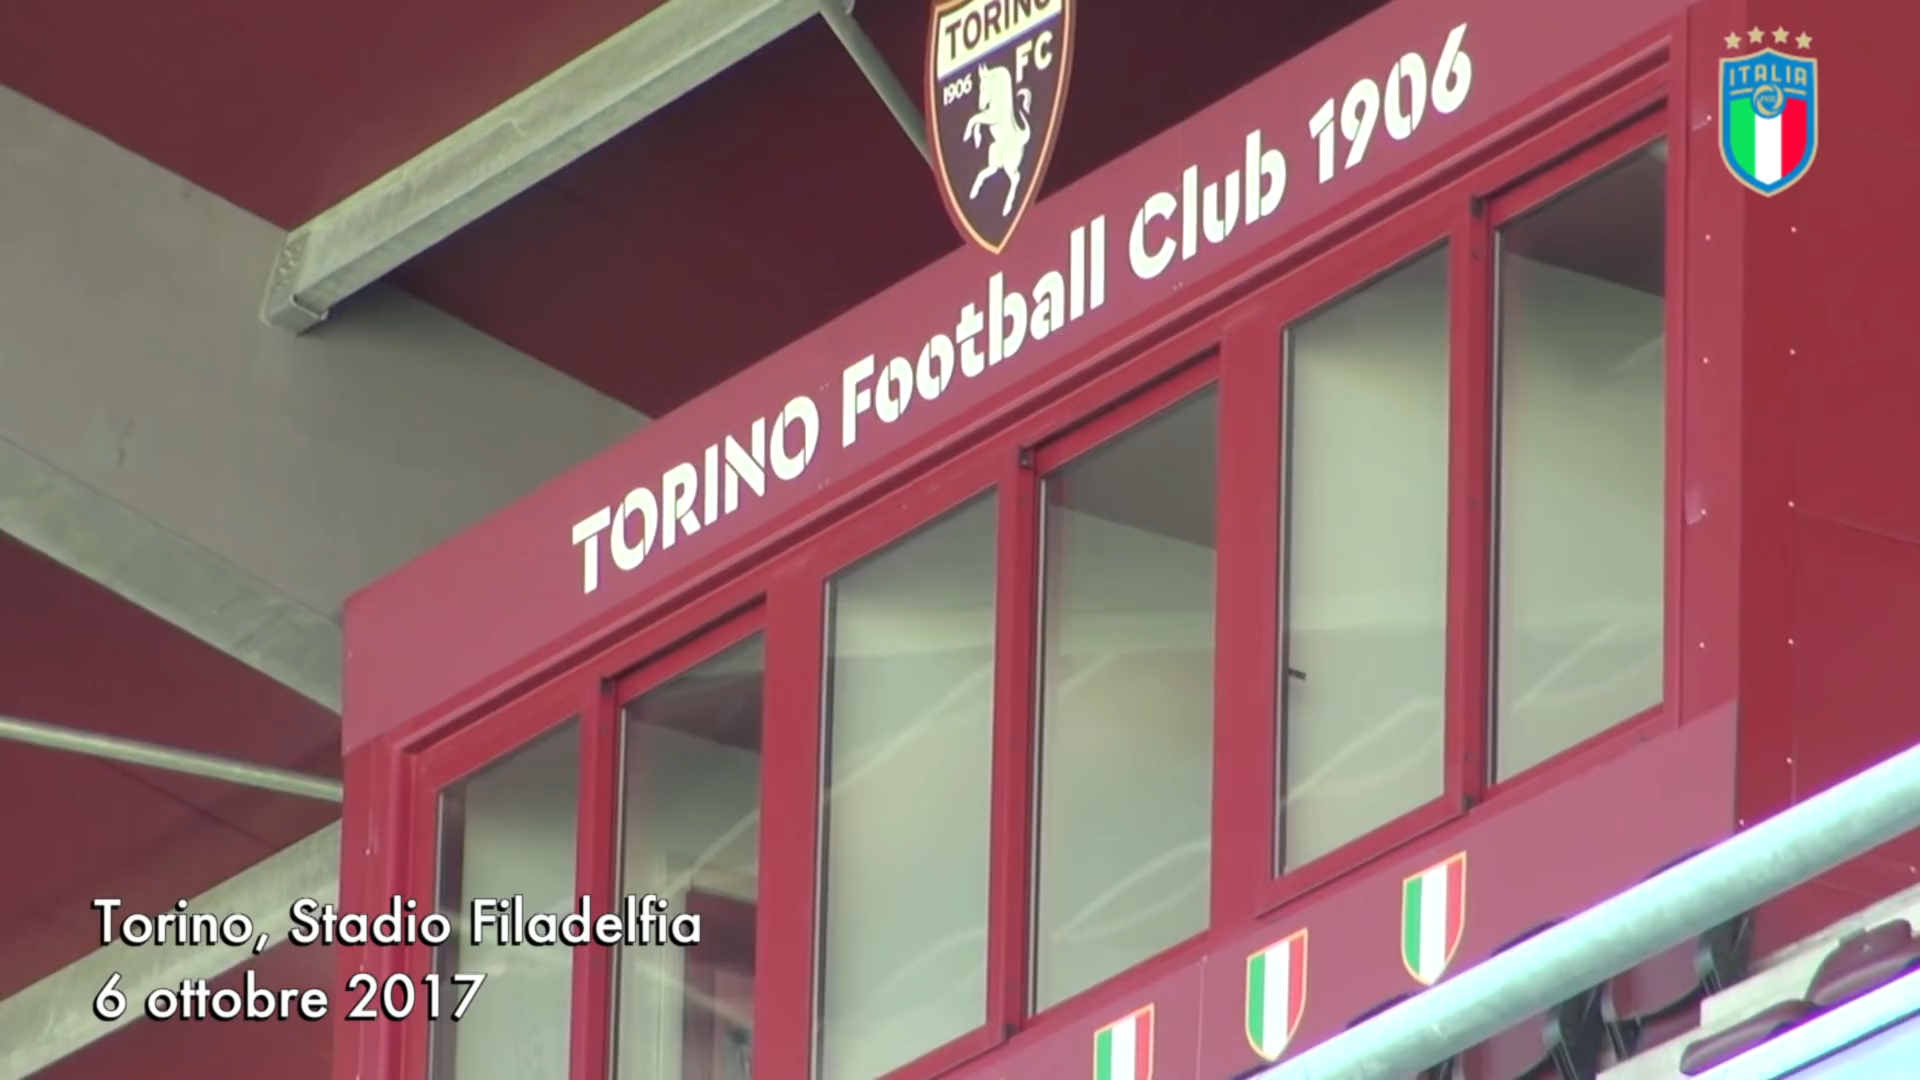 TORINO
FC
1906
TORINO Football Club 1906
ITALIA
Torino, Stadio Filadelfia
6 ottobre 2017